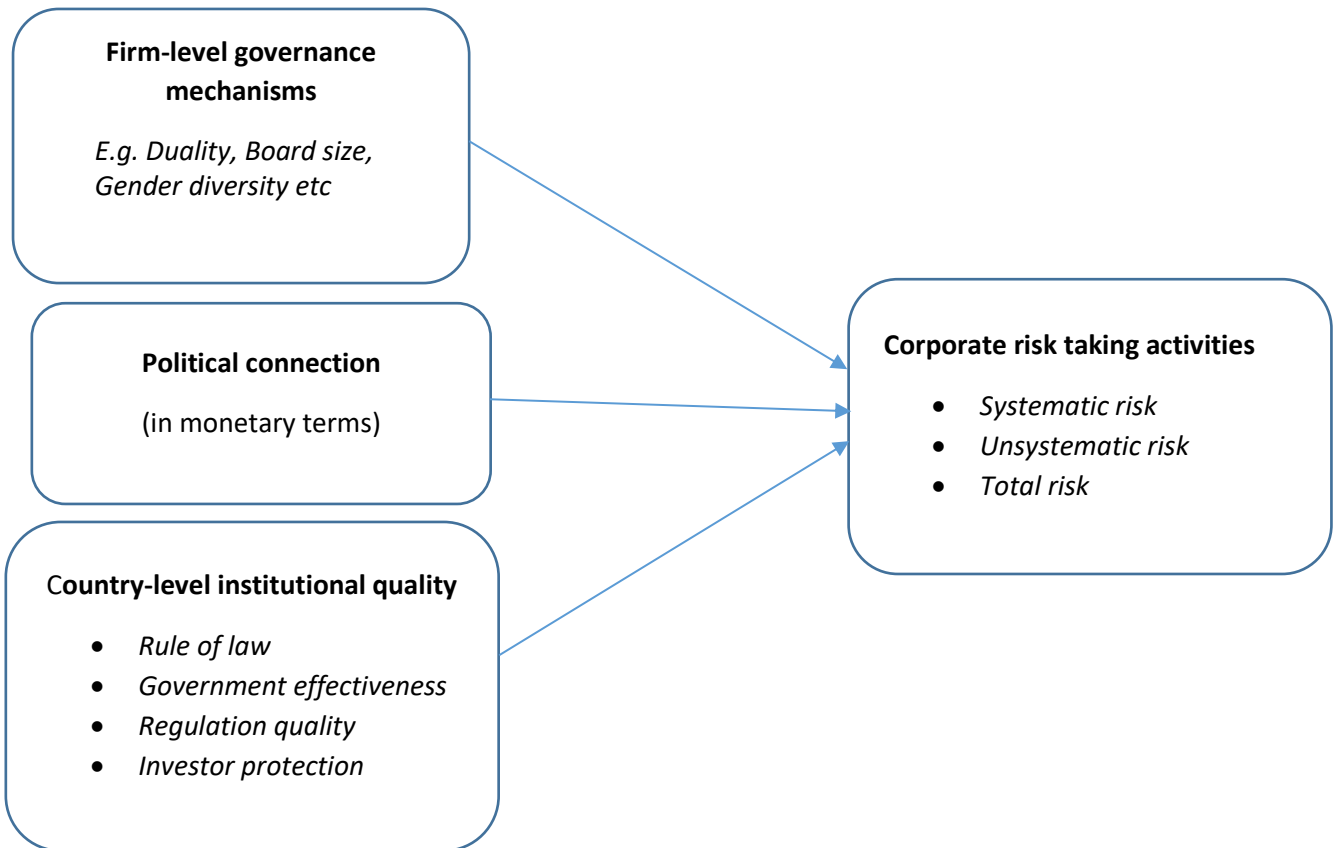 Firm-level governance
mechanisms
E.g. Duality, Board size,
Gender diversity etc
Political connection
(in monetary terms)
Country-level institutional quality
• Rule of law
• Government effectiveness
• Regulation quality
• Investor protection
Corporate risk taking activities
• Systematic risk
• Unsystematic risk
• Total risk